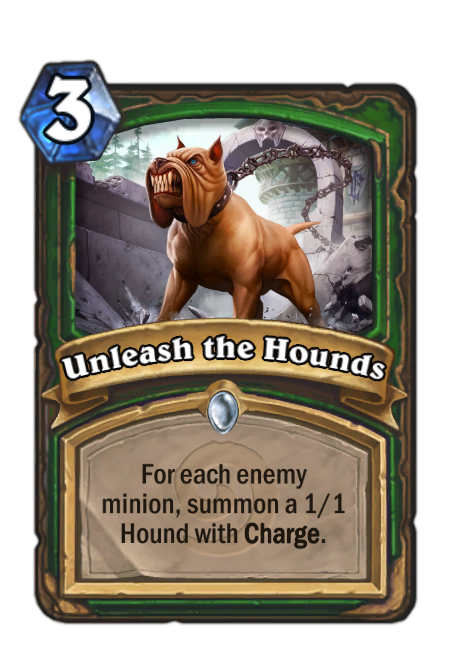 3
Unleash the Hounds
For each enemy
minion, summon a 1/1
Hound with Charge.